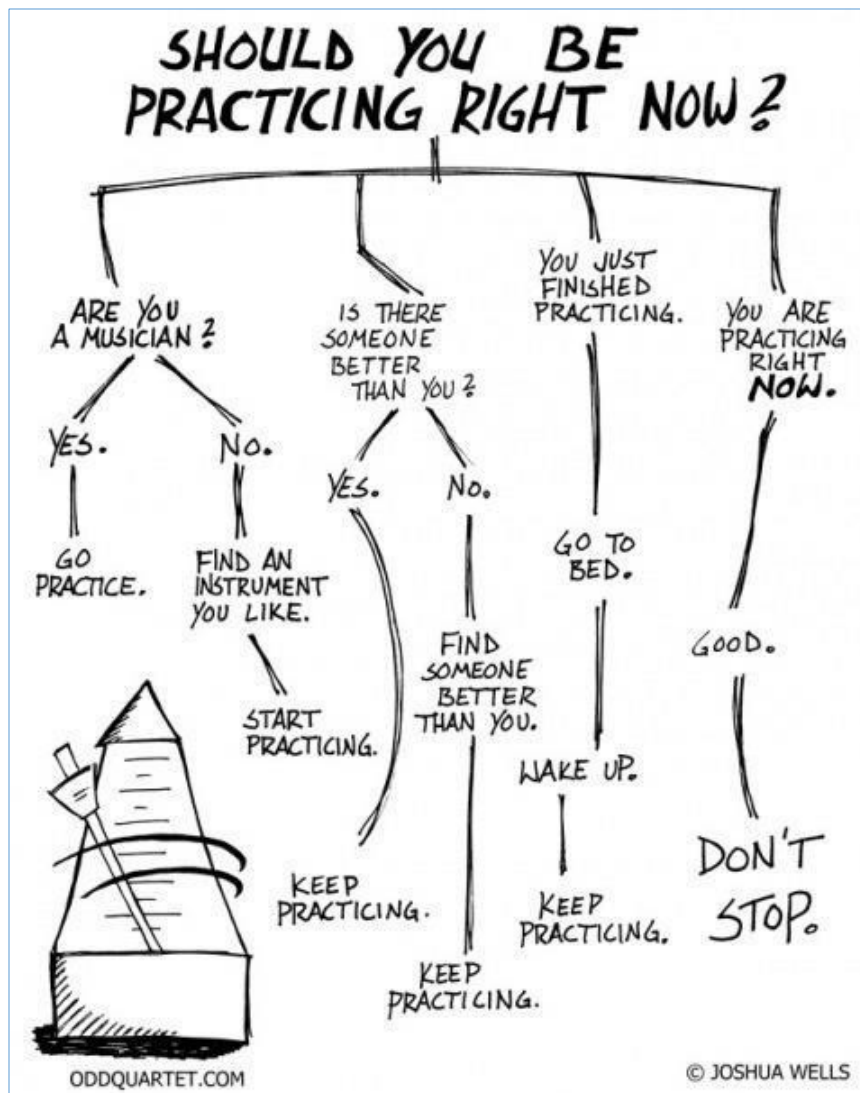 SHOULD YOU BE
PRACTICING RIGHT NOW?
ARE YOU
A MUSICIAN?
YES.
GO
PRACTICE.
NO.
FIND AN
INSTRUMENT
YOU LIKE.
START
PRACTICING.
IS THERE
SOMEONE
BETTER
THAN YOU?
YES.
KEEP
PRACTICING.
NO.
FIND
SOMEONE
BETTER
THAN YOU.
KEEP
PRACTICING.
YOU JUST
FINISHED
PRACTICING.
GO TO
BED.
WAKE UP.
KEEP
PRACTICING.
YOU ARE
PRACTICING
RIGHT
NOW.
GOOD.
DON'T
STOP.
ODDQUARTET.COM
© JOSHUA WELLS